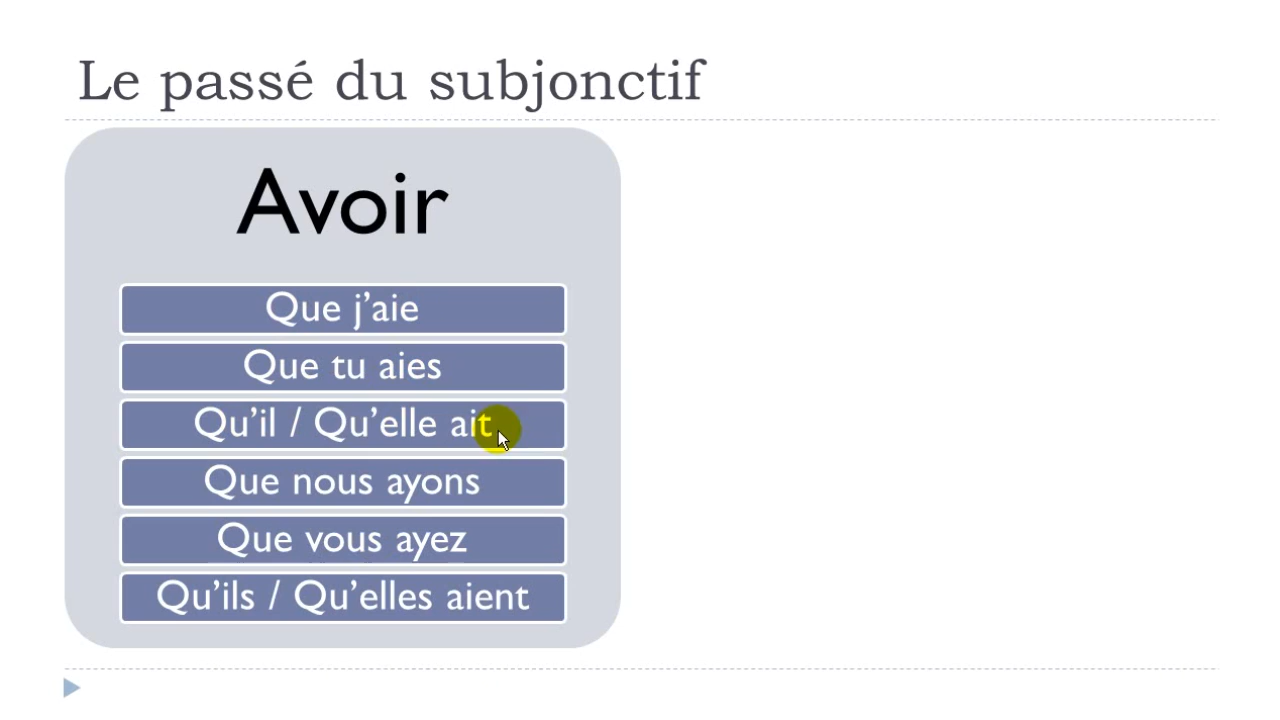 Le passé du subjonctif
Avoir
Que j’aie
Que tu aies
Qu’il / Qu’elle ait
Que nous ayons
Que vous ayez
Qu’ils / Qu’elles aient